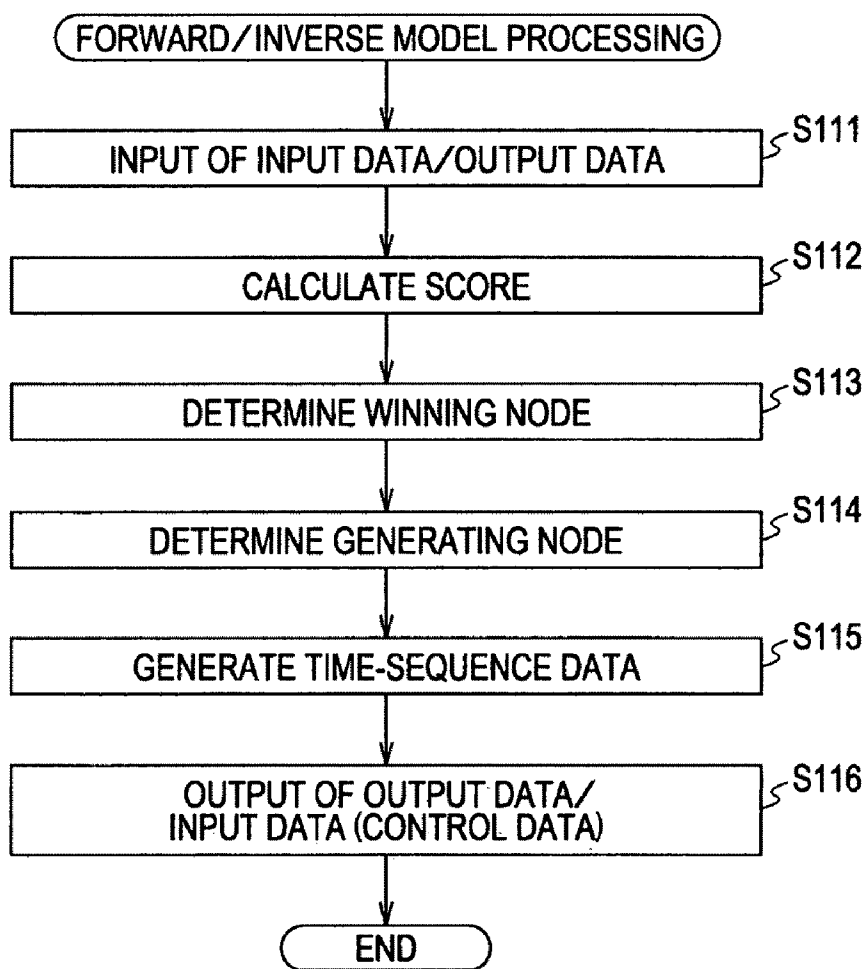 FORWARD/INVERSE MODEL PROCESSING
S111
INPUT OF INPUT DATA/OUTPUT DATA
S112
CALCULATE SCORE
S113
DETERMINE WINNING NODE
S114
DETERMINE GENERATING NODE
S115
GENERATE TIME-SEQUENCE DATA
S116
OUTPUT OF OUTPUT DATA/
INPUT DATA (CONTROL DATA)
END